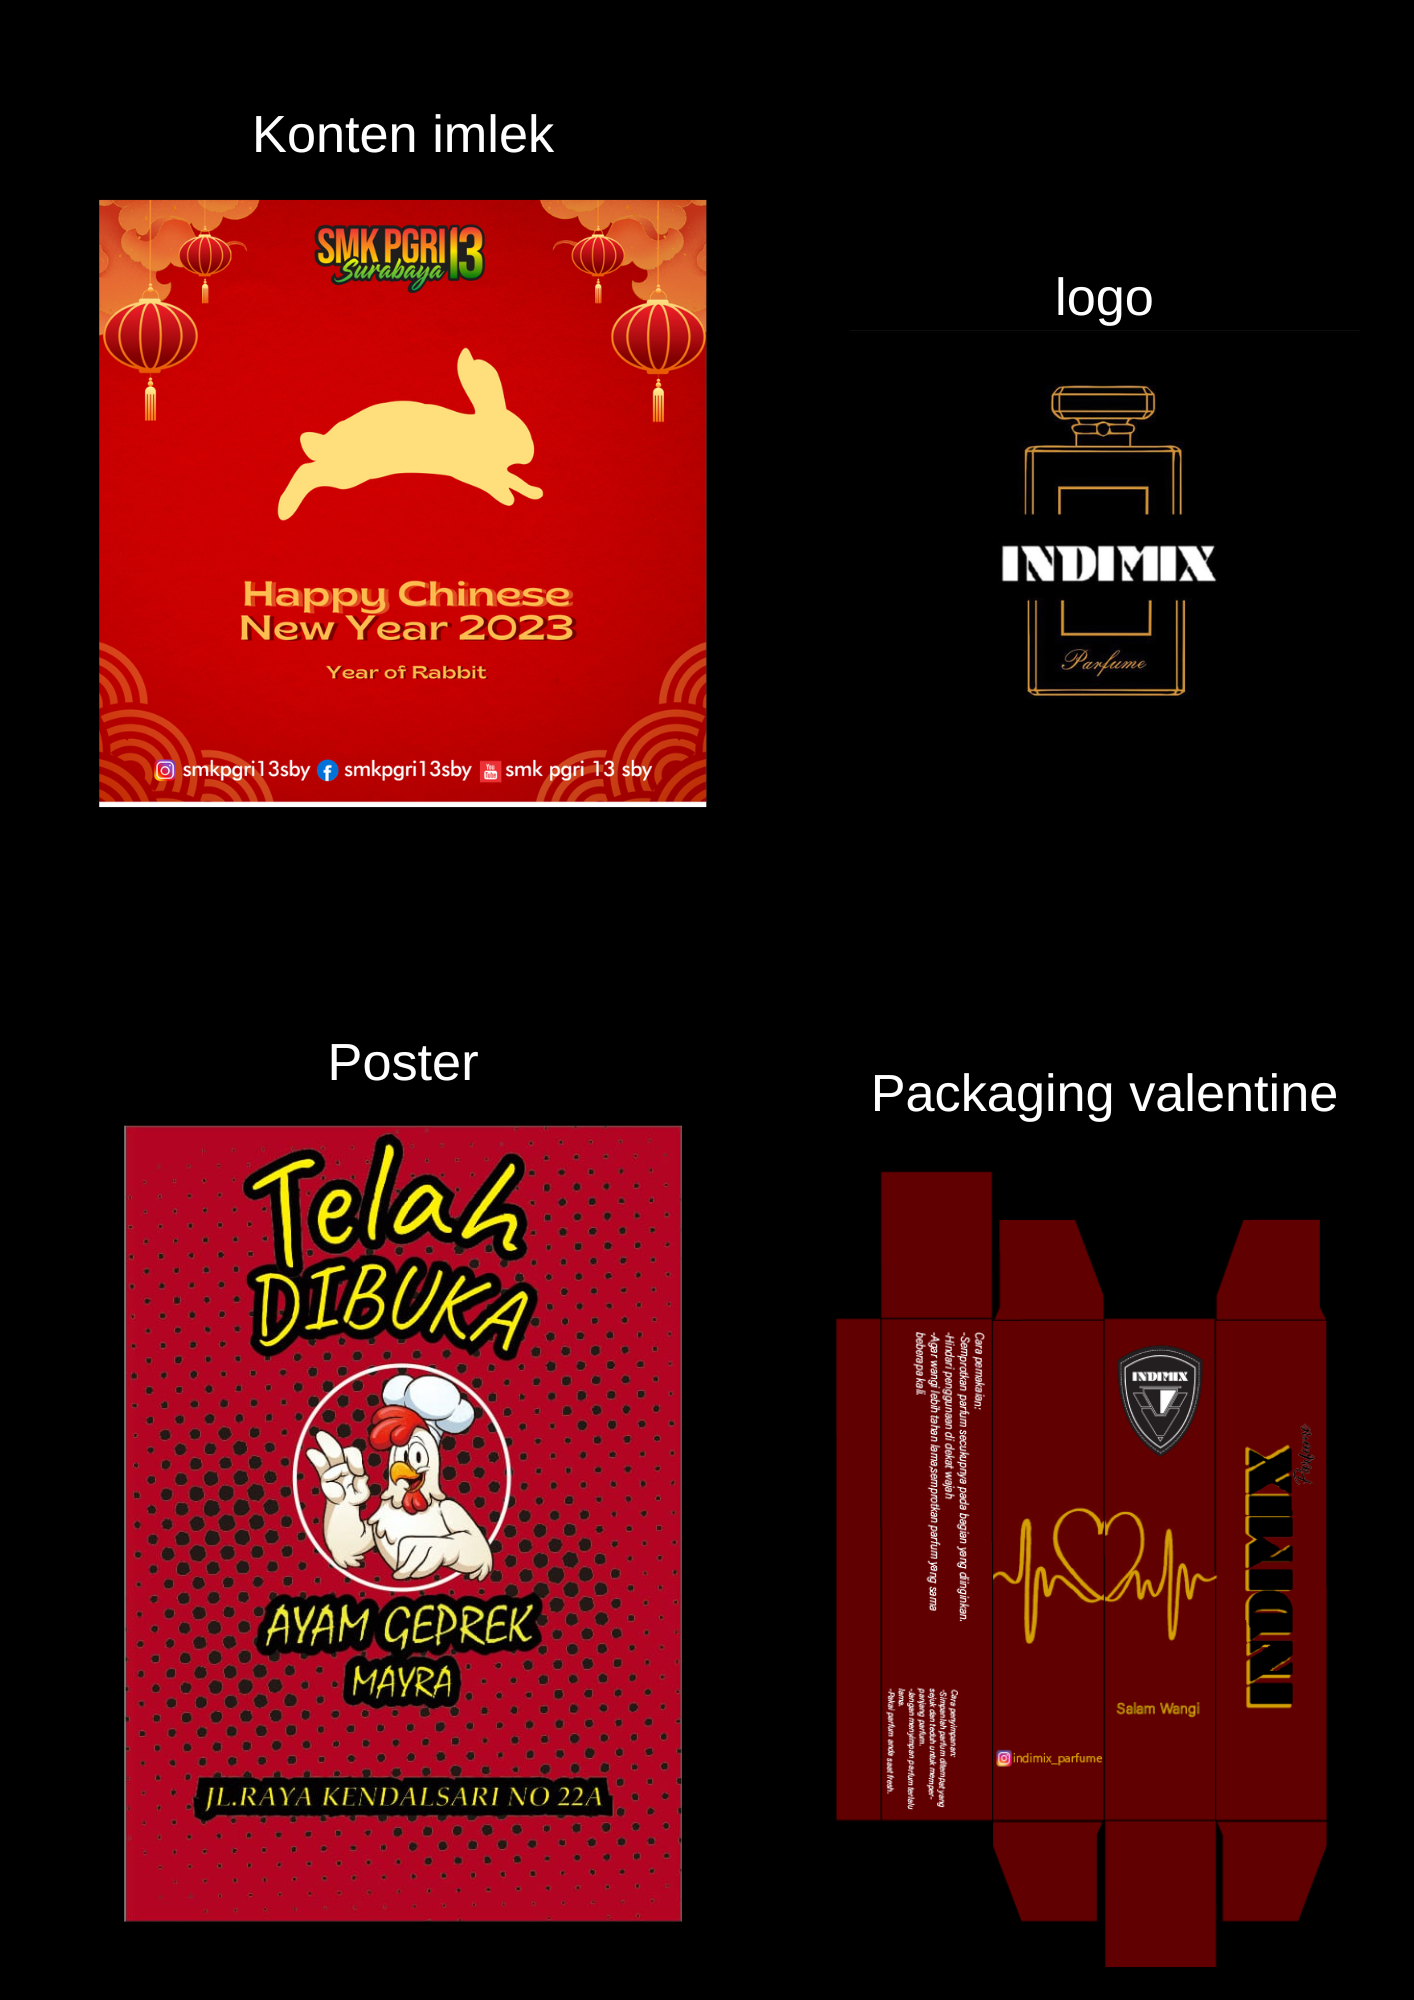 Konten imlek
SMK PGRI 13
Surabaya
Happy Chinese
New Year 2023
Year of Rabbit
smkpgri13sby smkpgri13sby smk pgri 13 sby
logo
INDIMIX
Parfume
Poster
Telah
DIBUKA
AYAM GEPREK
MAYRA
JL.RAYA KENDALSARI NO 22A
Packaging valentine
Cara pemakaian:
-Semprotkan parfum secukupnya pada bagian yang diinginkan.
-Hindari penggunaan di dekat wajah
-Agar wangi lebih tahan lama,semprotkan parfum yang sama
beberapa kali.
Cara penyimpanan:
-Simpanlah parfum ditempat yang
sejuk dan teduh untuk memper-
panjang parfum.
-Jangan menyimpan parfum terlalu
lama.
-Pakai parfum anda saat fresh.
INDIMIX
Salam Wangi
indimix_parfume
INDIMIX
Parfume